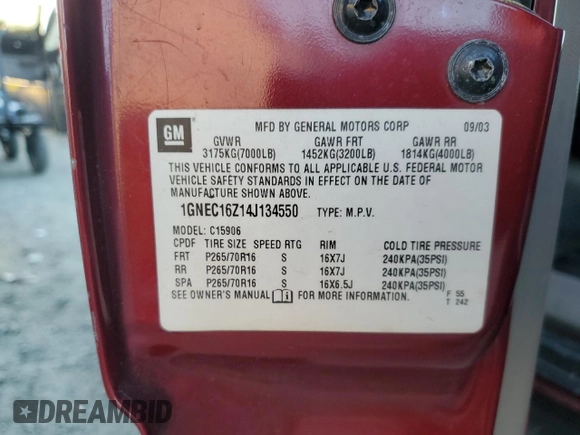 GM
MFD BY GENERAL MOTORS CORP 09/03
GVWR GAWR FRT GAWR RR
3175KG(7000LB) 1452KG(3200LB) 1814KG(4000LB)
THIS VEHICLE CONFORMS TO ALL APPLICABLE U.S. FEDERAL MOTOR
VEHICLE SAFETY STANDARDS IN EFFECT ON THE DATE OF
MANUFACTURE SHOWN ABOVE.
1GNEC16Z14J134550 TYPE: M.P.V.
MODEL: C15906
CPDF TIRE SIZE SPEED RTG RIM COLD TIRE PRESSURE
FRT P265/70R16 S 16X7J 240KPA(35PSI)
RR P265/70R16 S 16X7J 240KPA(35PSI)
SPA P265/70R16 S 16X6.5J 240KPA(35PSI)
SEE OWNER'S MANUAL FOR MORE INFORMATION. F 55
T 242
DREAMBID